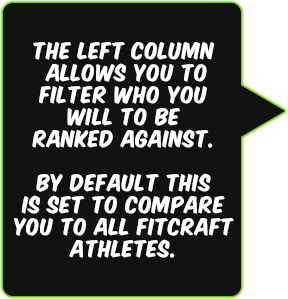 THE LEFT COLUMN
ALLOWS YOU TO
FILTER WHO YOU
WILL TO BE
RANKED AGAINST.
BY DEFAULT THIS
IS SET TO COMPARE
YOU TO ALL FITCRAFT
ATHLETES.